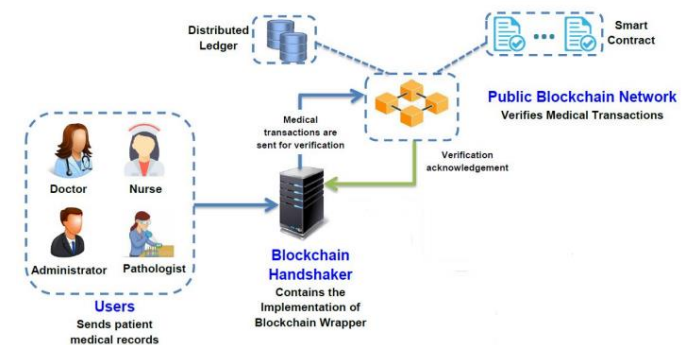 Distributed
Ledger
Smart
Contract
Public Blockchain Network
Verifies Medical Transactions
Medical
transactions are
sent for verification
Verification
acknowledgement
Doctor
Nurse
Administrator
Pathologist
Users
Sends patient
medical records
Blockchain
Handshaker
Contains the
Implementation of
Blockchain Wrapper